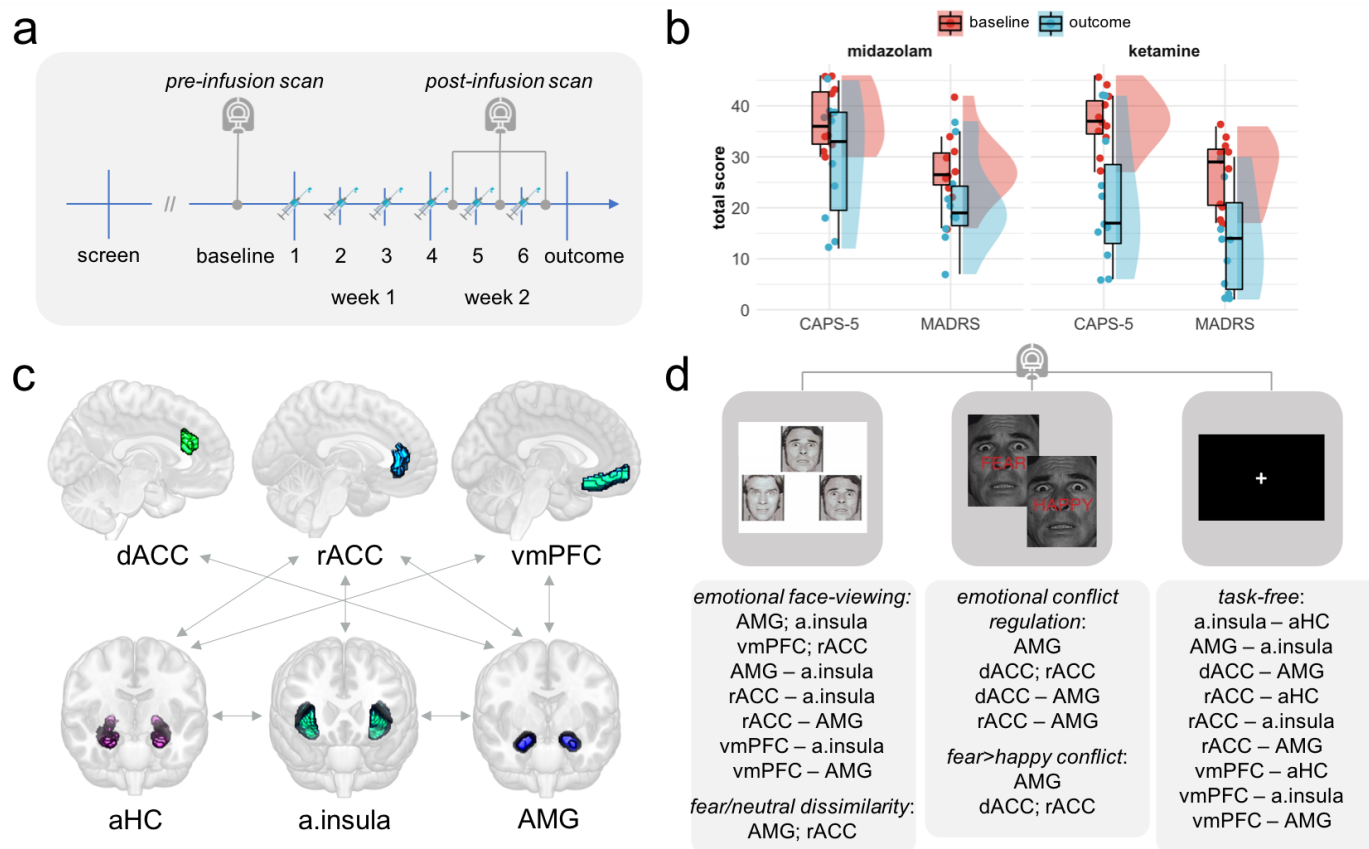 a
pre-infusion scan
post-infusion scan
//
screen
baseline
1
2
3
4
5
6
outcome
week 1
week 2
b
baseline
outcome
midazolam
ketamine
total score
40
30
20
10
0
CAPS-5
MADRS
CAPS-5
MADRS
c
dACC
rACC
vmPFC
aHC
a.insula
AMG
d
FEAR
HAPPY
+
emotional face-viewing:
AMG; a.insula
vmPFC; rACC
AMG – a.insula
rACC – a.insula
rACC – AMG
vmPFC – a.insula
vmPFC – AMG
fear/neutral dissimilarity:
AMG; rACC
emotional conflict
regulation:
AMG
dACC; rACC
dACC – AMG
rACC – AMG
fear>happy conflict:
AMG
dACC; rACC
task-free:
a.insula – aHC
AMG – a.insula
dACC – AMG
rACC – aHC
rACC – a.insula
rACC – AMG
vmPFC – aHC
vmPFC – a.insula
vmPFC – AMG